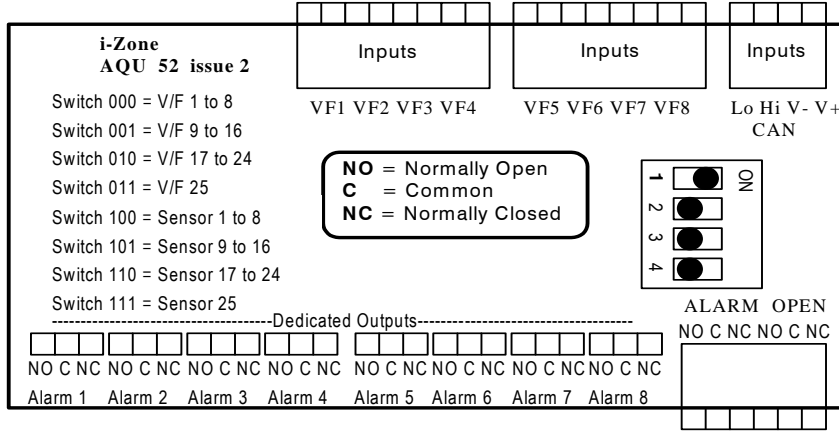 i-Zone
AQU 52 issue 2
Inputs
Inputs
Inputs
VF1 VF2 VF3 VF4
VF5 VF6 VF7 VF8
Lo Hi V- V+
CAN
Switch 000 = V/F 1 to 8
Switch 001 = V/F 9 to 16
Switch 010 = V/F 17 to 24
Switch 011 = V/F 25
Switch 100 = Sensor 1 to 8
Switch 101 = Sensor 9 to 16
Switch 110 = Sensor 17 to 24
Switch 111 = Sensor 25
NO = Normally Open
C = Common
NC = Normally Closed
1
2
3
4
ON
Dedicated Outputs
NO C NC NO C NC NO C NC NO C NC NO C NC NO C NC NO C NC NO C NC
Alarm 1 Alarm 2 Alarm 3 Alarm 4 Alarm 5 Alarm 6 Alarm 7 Alarm 8
ALARM OPEN
NO C NC NO C NC